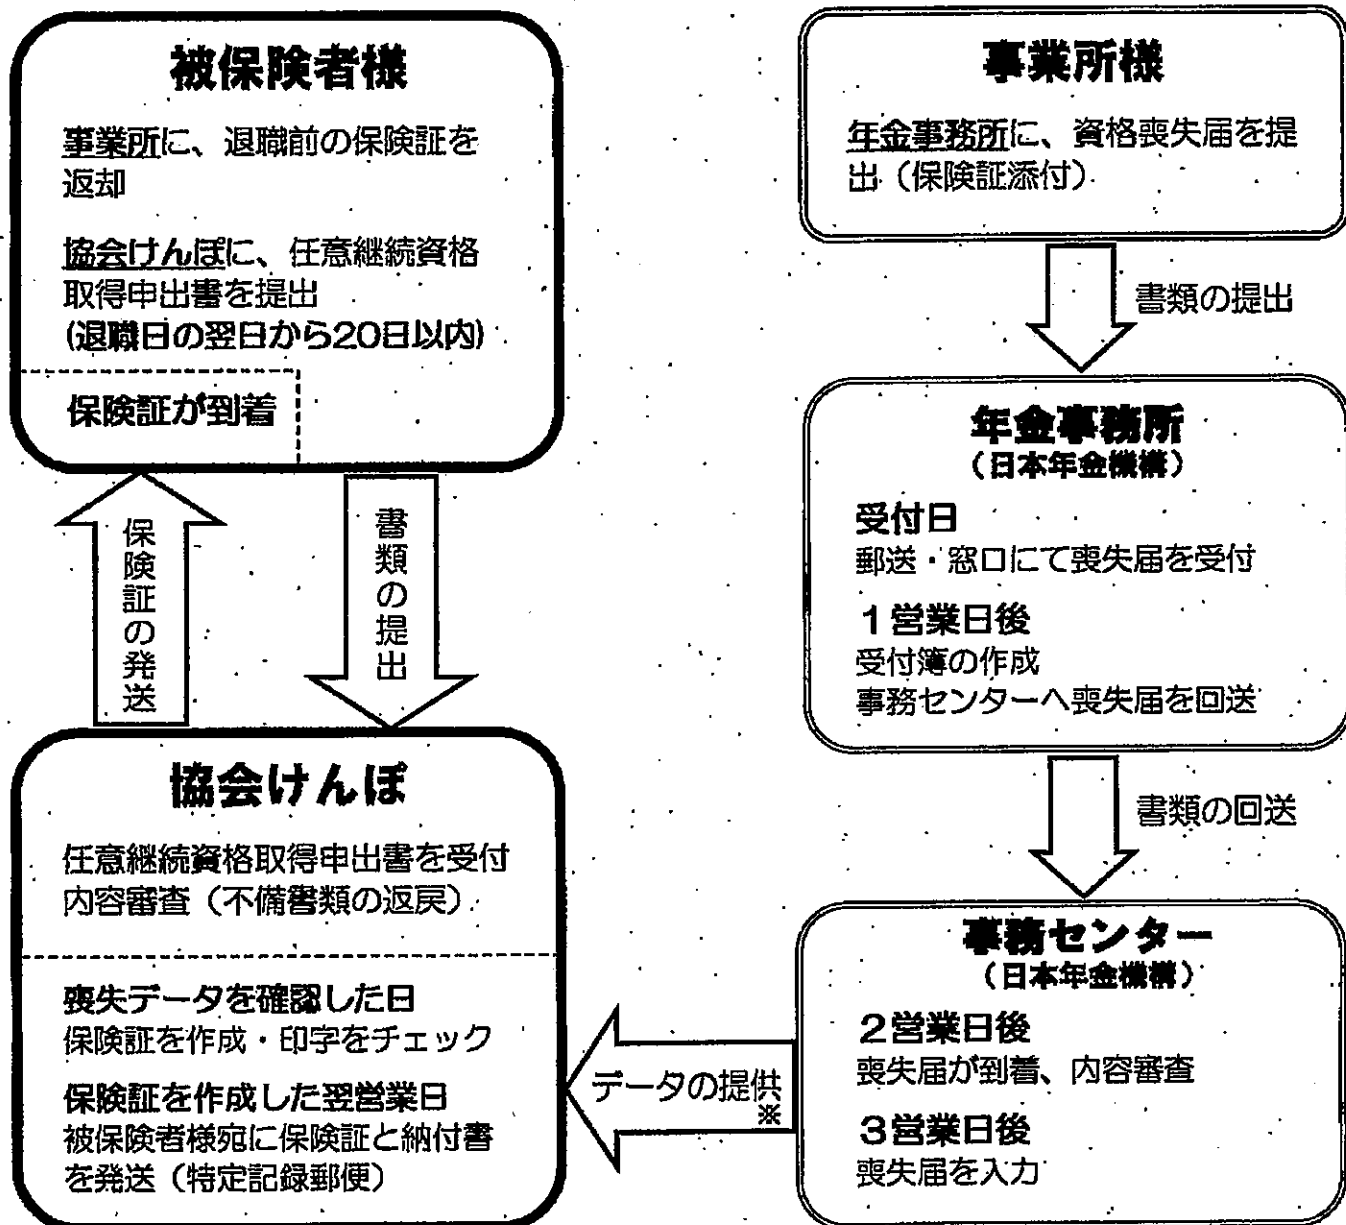 被保険者様
事業所に、退職前の保険証を
返却
協会けんぽに、任意継続資格
取得申出書を提出
(退職日の翌日から20日以内)
保険証が到着
保険証の発送
書類の提出
協会けんぽ
任意継続資格取得申出書を受付
内容審査（不備書類の返戻）
喪失データを確認した日
保険証を作成・印字をチェック
保険証を作成した翌営業日
被保険者様宛に保険証と納付書
を発送（特定記録郵便）
事業所様
年金事務所に、資格喪失届を提
出（保険証添付）
書類の提出
年金事務所
（日本年金機構）
受付日
郵送・窓口にて喪失届を受付
1営業日後
受付簿の作成
事務センターへ喪失届を回送
書類の回送
事務センター
（日本年金機構）
2営業日後
喪失届が到着、内容審査
3営業日後
喪失届を入力
データの提供
※